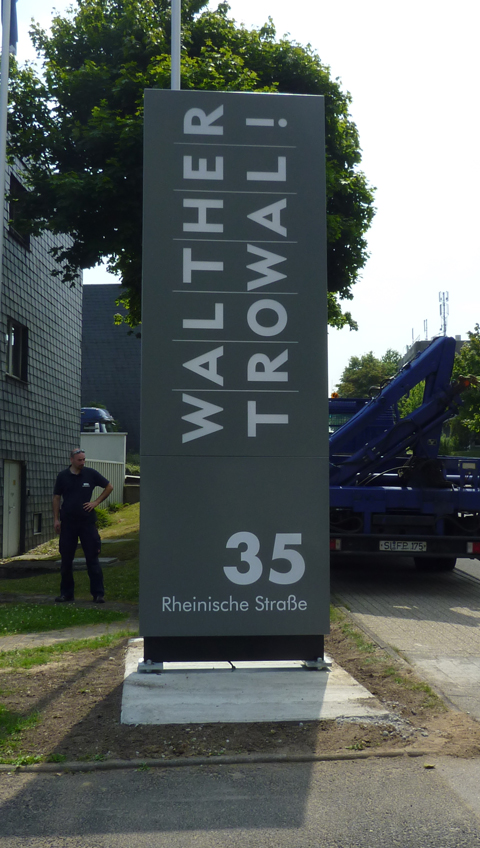 WALTHER
TROWAL!
35
Rheinische Straße